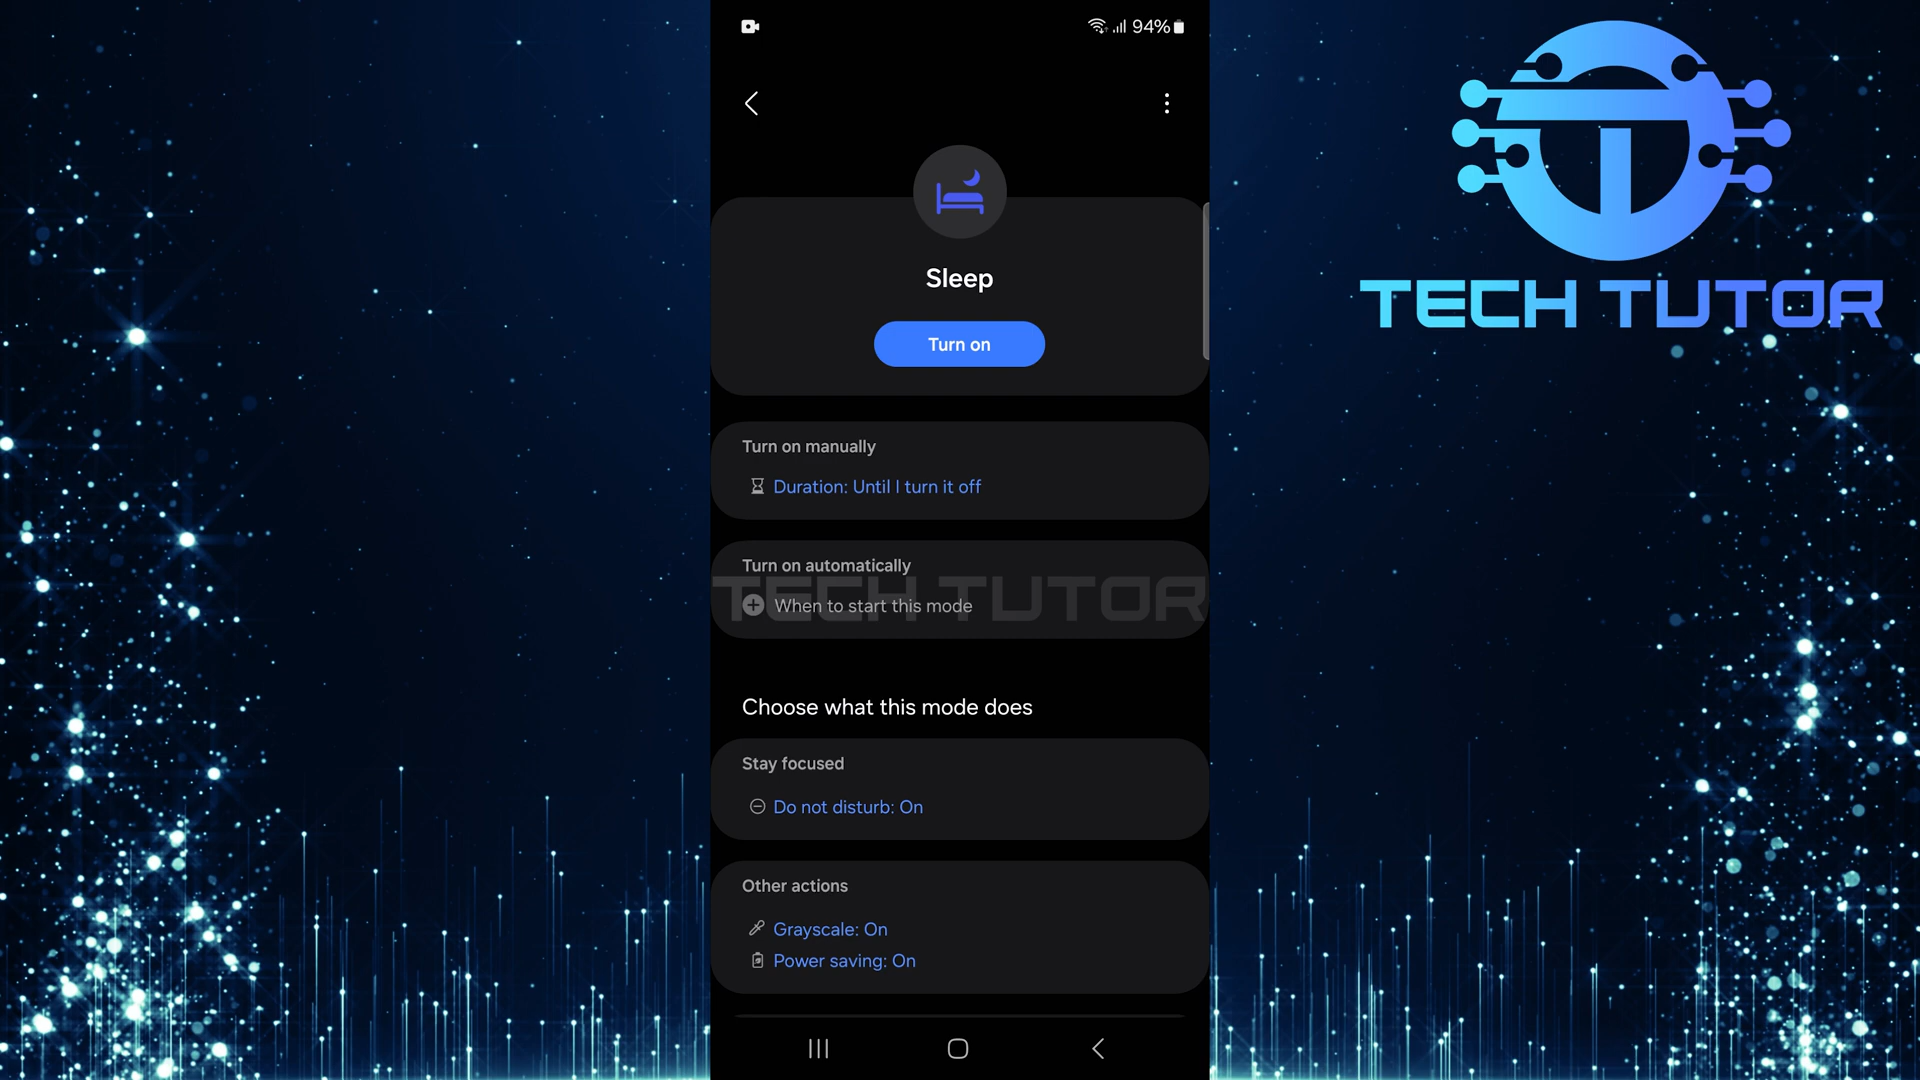 94%
TECH TUTOR
Sleep
Turn on
Turn on manually
Duration: Until I turn it off
Turn on automatically
When to start this mode
TECH TUTOR
Choose what this mode does
Stay focused
Do not disturb: On
Other actions
Grayscale: On
Power saving: On